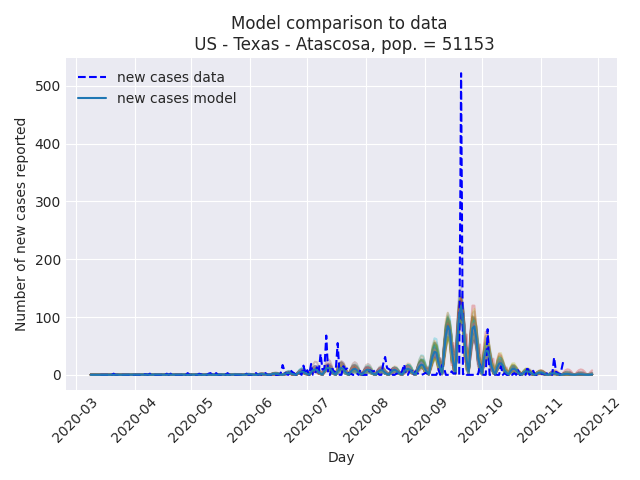 Model comparison to data
US - Texas - Atascosa, pop. = 51153
new cases data
new cases model
Number of new cases reported
500
400
300
200
100
0
2020-03
2020-04
2020-05
2020-06
2020-07
2020-08
2020-09
2020-10
2020-11
2020-12
Day